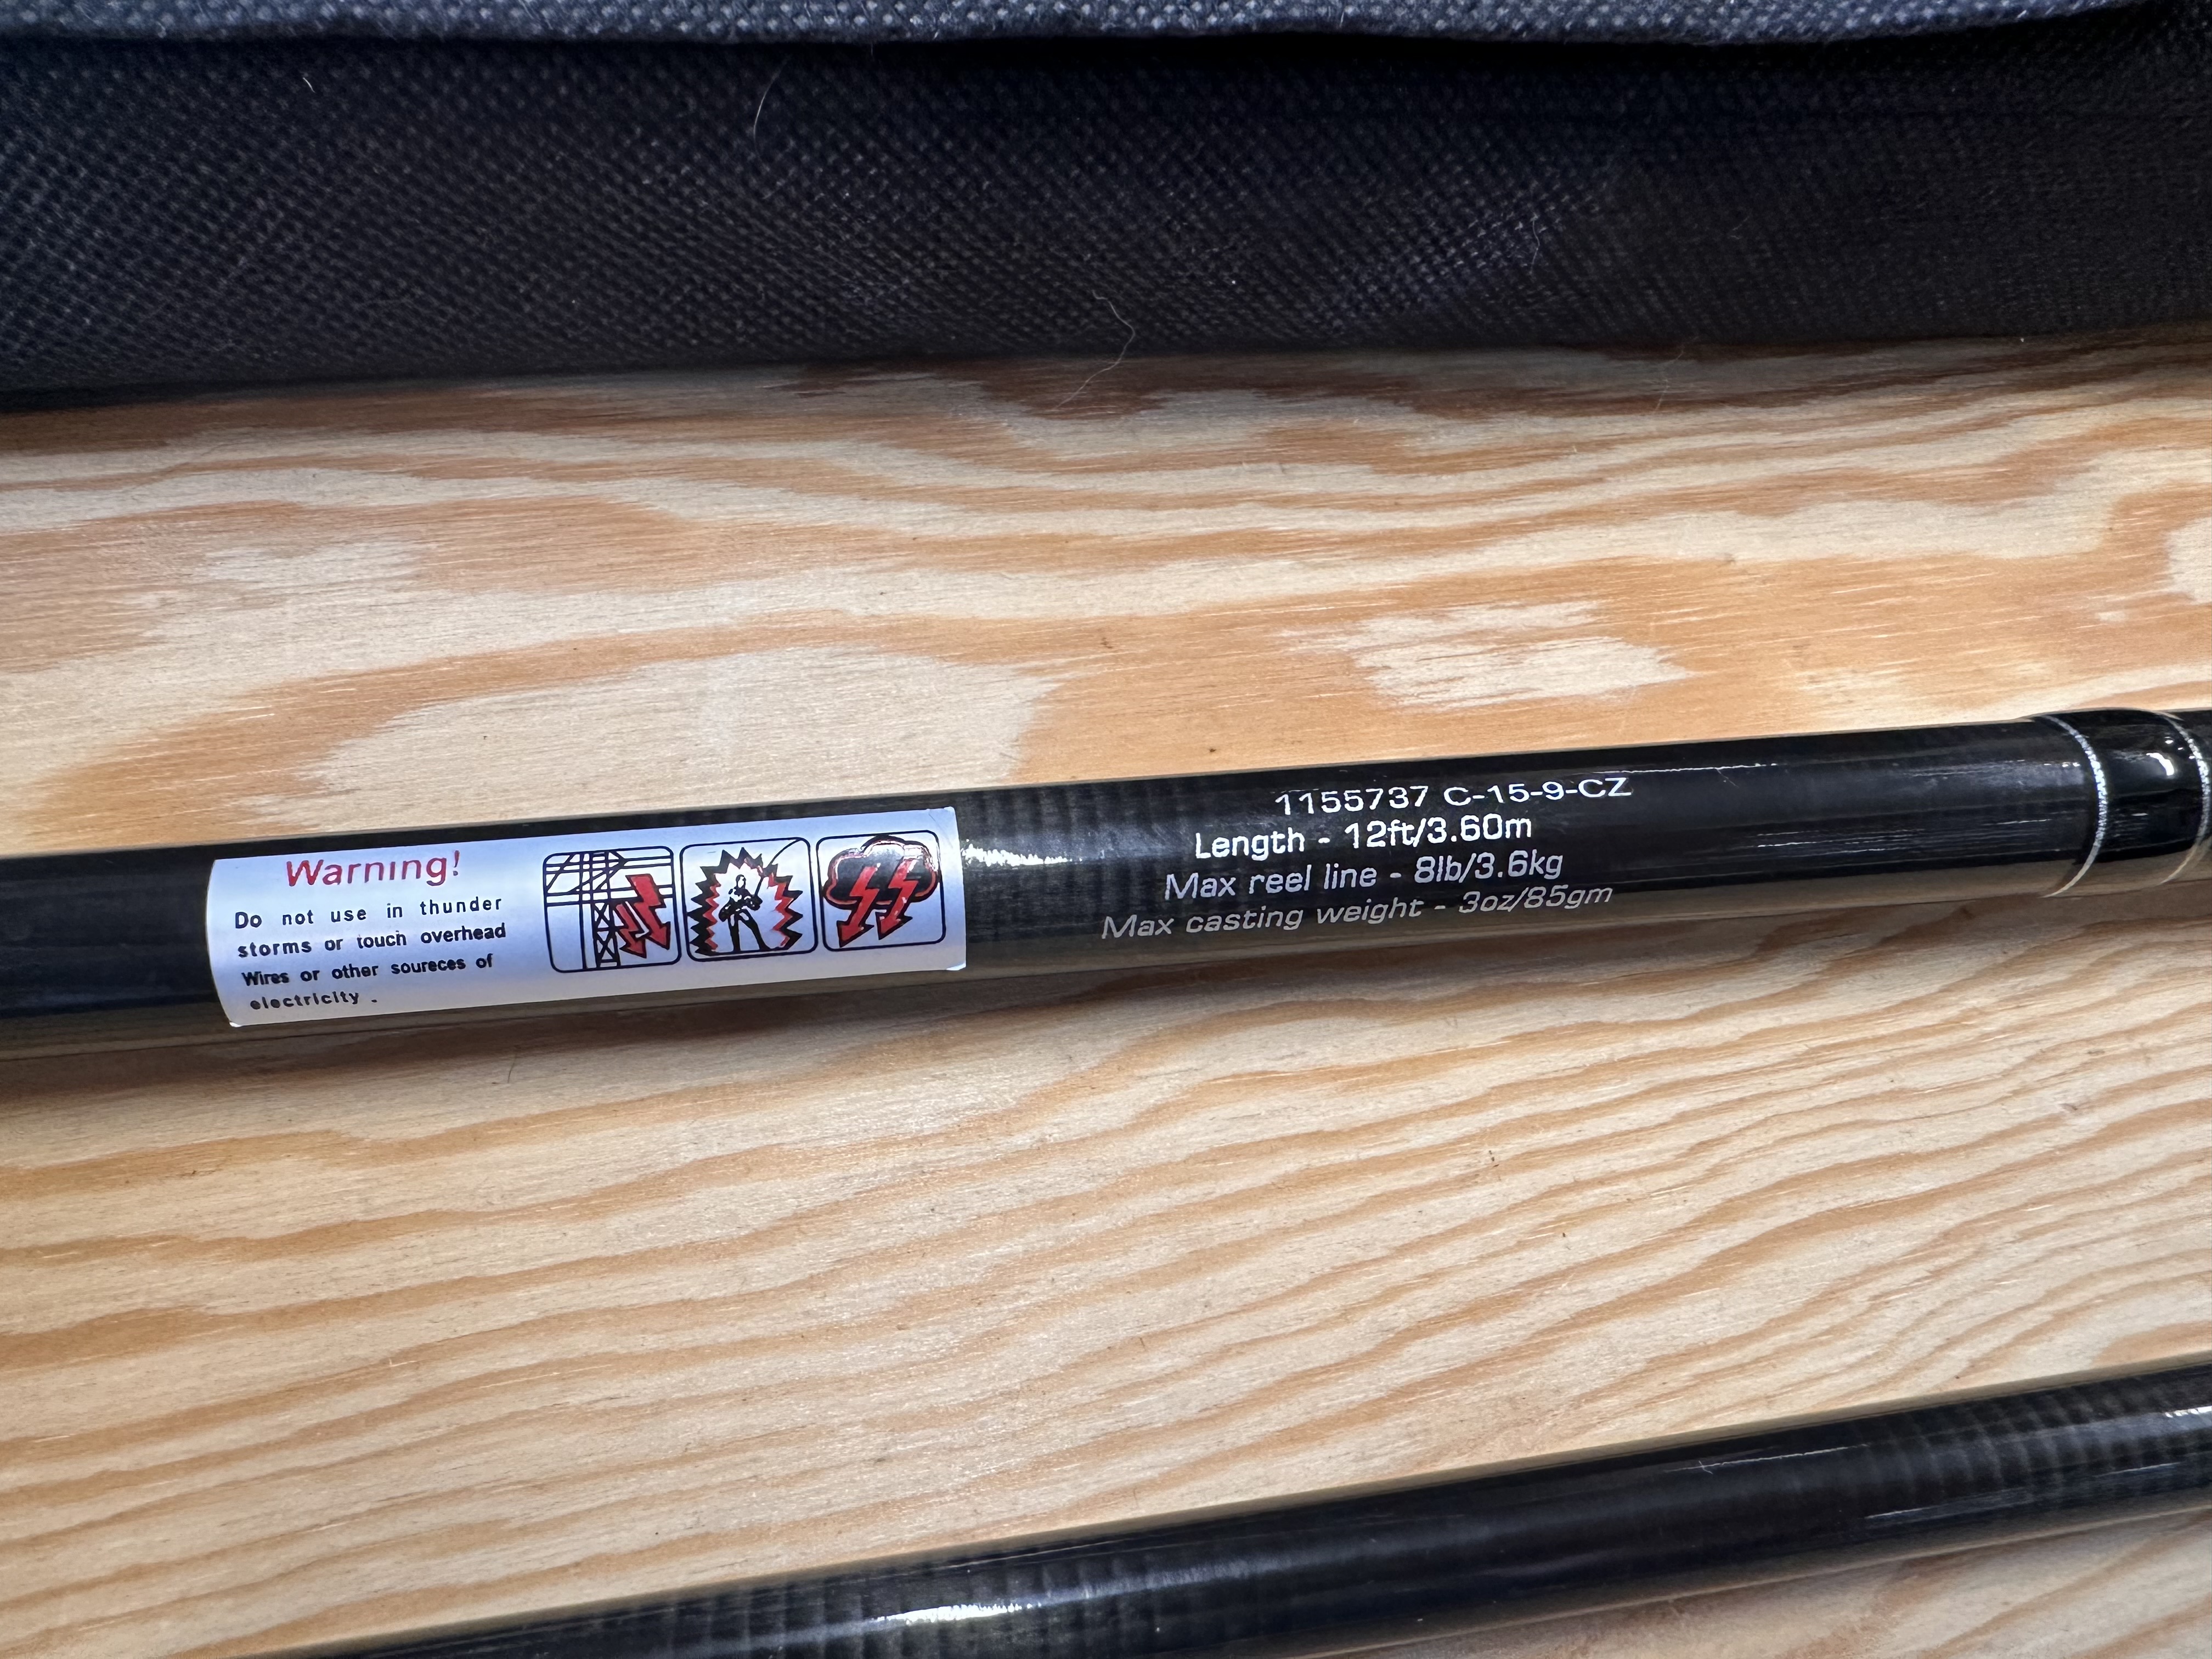 Warning!
Do not use in thunder
storms or touch overhead
Wires or other soureces of
electricity .
1155737 C-15-9-CZ
Length - 12ft/3.60m
Max reel line - 8lb/3.6kg
Max casting weight - 3oz/85gm